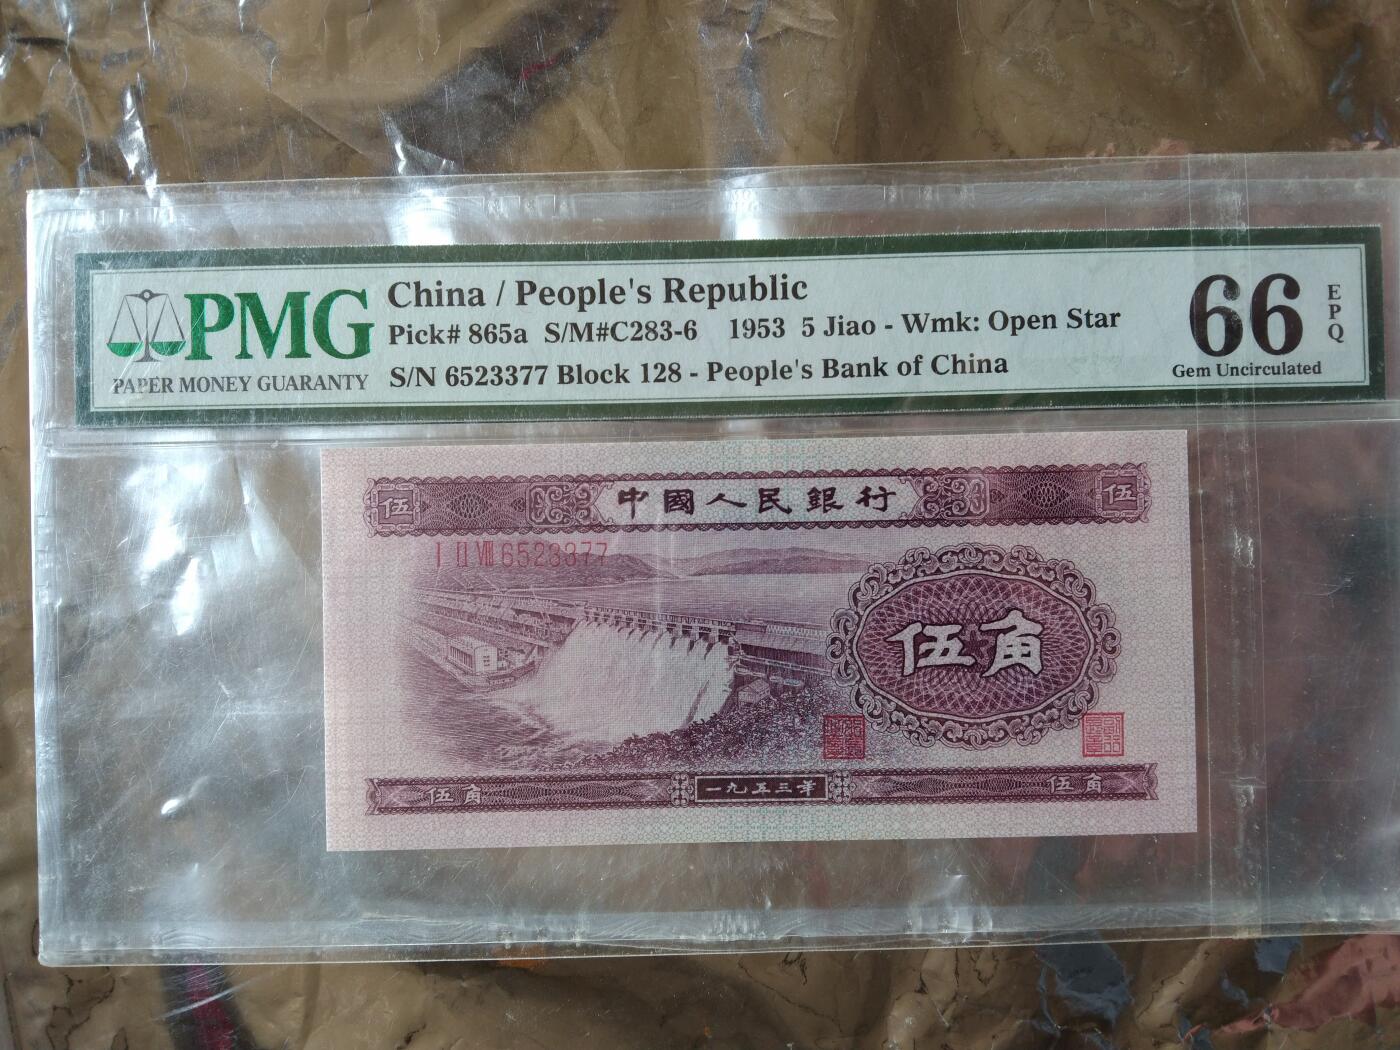 PMG
PAPER MONEY GUARANTY
China / People's Republic
Pick# 865a S/M#C283-6 1953 5 Jiao - Wmk: Open Star
S/N 6523377 Block 128 - People's Bank of China
66
EPQ
Gem Uncirculated
伍 中國人民銀行 伍
I II VIII 6523377
伍角
伍角 一九五三年 伍角